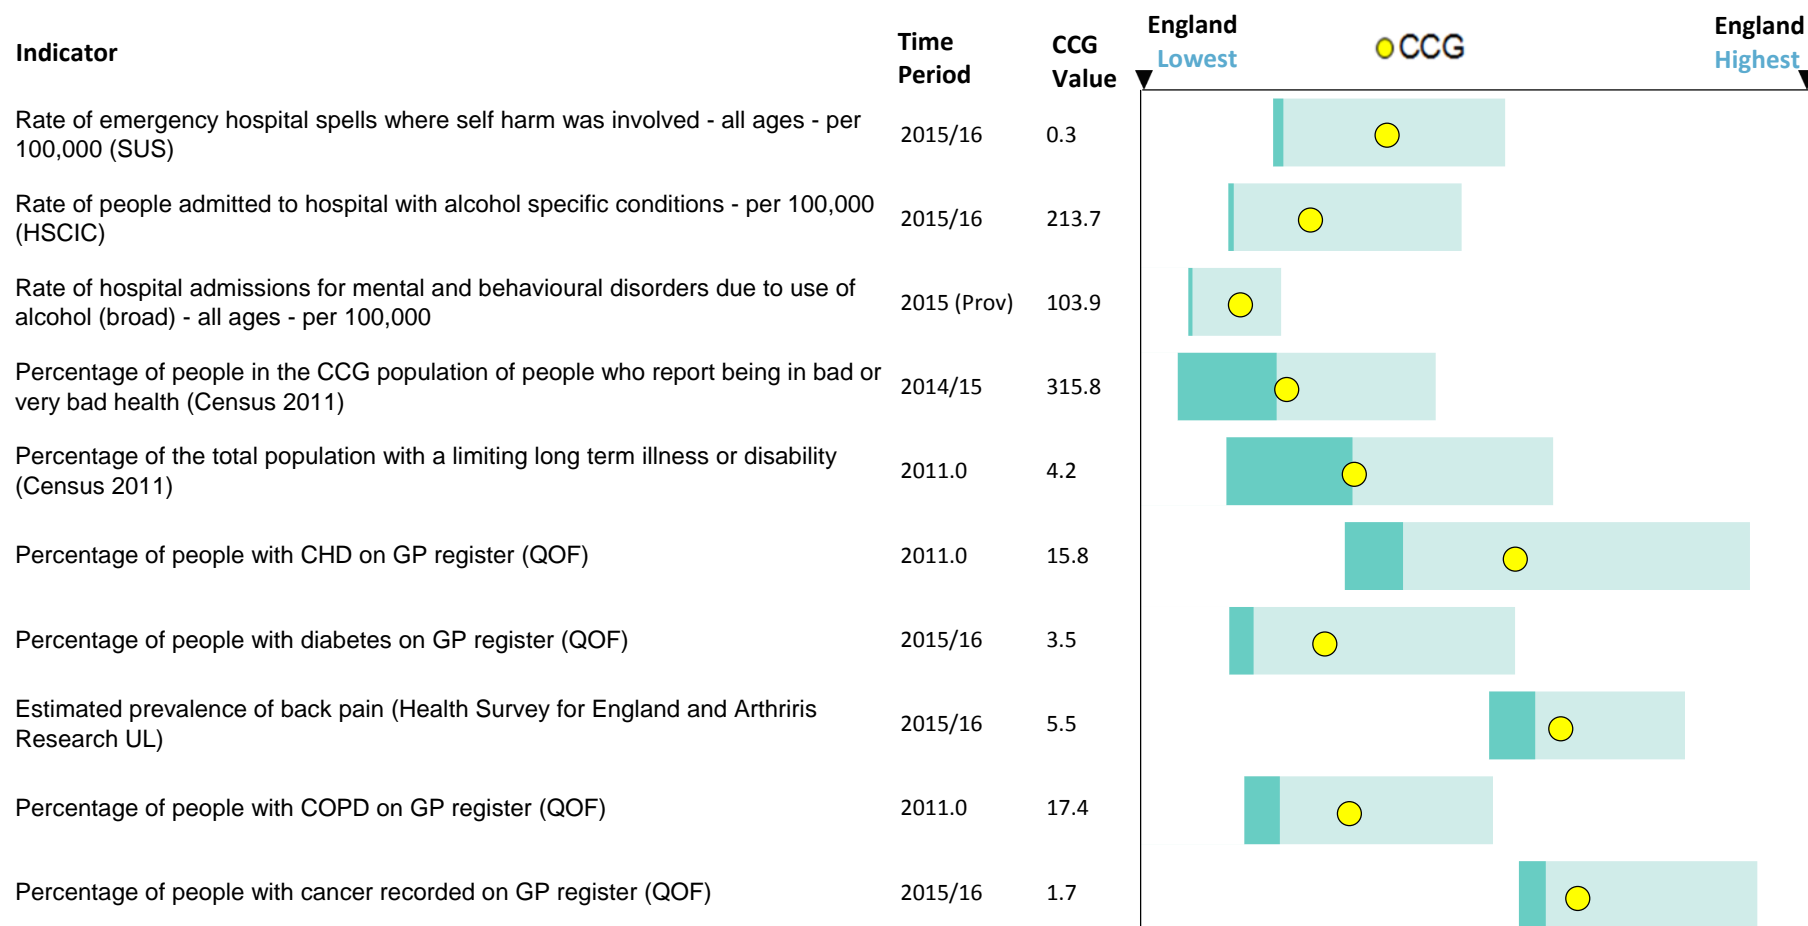 Indicator
Time
Period
CCG
Value
England
Lowest
CCG
England
Highest
Rate of emergency hospital spells where self harm was involved - all ages - per
100,000 (SUS)
2015/16
0.3
Rate of people admitted to hospital with alcohol specific conditions - per 100,000
(HSCIC)
2015/16
213.7
Rate of hospital admissions for mental and behavioural disorders due to use of
alcohol (broad) - all ages - per 100,000
2015 (Prov)
103.9
Percentage of people in the CCG population of people who report being in bad or
very bad health (Census 2011)
2014/15
315.8
Percentage of the total population with a limiting long term illness or disability
(Census 2011)
2011.0
4.2
Percentage of people with CHD on GP register (QOF)
2011.0
15.8
Percentage of people with diabetes on GP register (QOF)
2015/16
3.5
Estimated prevalence of back pain (Health Survey for England and Arthriris
Research UL)
2015/16
5.5
Percentage of people with COPD on GP register (QOF)
2011.0
17.4
Percentage of people with cancer recorded on GP register (QOF)
2015/16
1.7